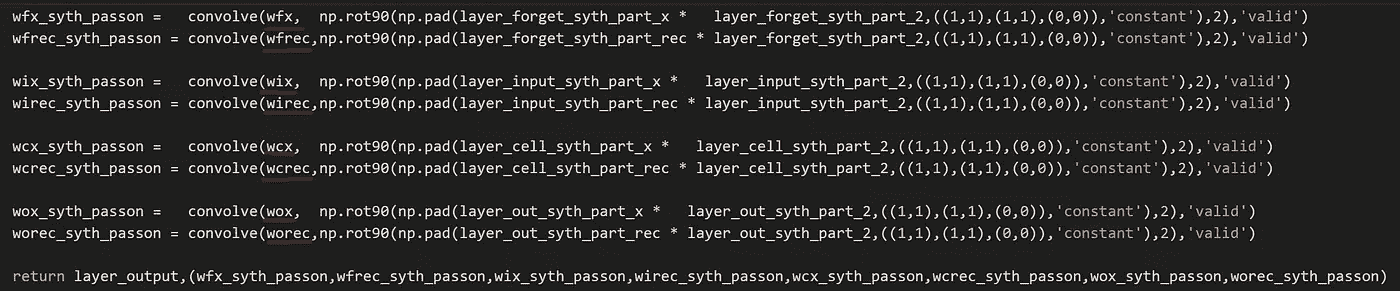 wfx_syth_passon =   convolve(wfx,  np.rot90(np.pad(layer_forget_syth_part_x *   layer_forget_syth_part_2,((1,1),(1,1),(0,0)),'constant'),2),'valid')
wfrec_syth_passon = convolve(wfrec,np.rot90(np.pad(layer_forget_syth_part_rec * layer_forget_syth_part_2,((1,1),(1,1),(0,0)),'constant'),2),'valid')
wix_syth_passon =   convolve(wix,  np.rot90(np.pad(layer_input_syth_part_x *   layer_input_syth_part_2,((1,1),(1,1),(0,0)),'constant'),2),'valid')
wirec_syth_passon = convolve(wirec,np.rot90(np.pad(layer_input_syth_part_rec * layer_input_syth_part_2,((1,1),(1,1),(0,0)),'constant'),2),'valid')
wcx_syth_passon =   convolve(wcx,  np.rot90(np.pad(layer_cell_syth_part_x *   layer_cell_syth_part_2,((1,1),(1,1),(0,0)),'constant'),2),'valid')
wcrec_syth_passon = convolve(wcrec,np.rot90(np.pad(layer_cell_syth_part_rec * layer_cell_syth_part_2,((1,1),(1,1),(0,0)),'constant'),2),'valid')
wox_syth_passon =   convolve(wox,  np.rot90(np.pad(layer_out_syth_part_x *   layer_out_syth_part_2,((1,1),(1,1),(0,0)),'constant'),2),'valid')
worec_syth_passon = convolve(worec,np.rot90(np.pad(layer_out_syth_part_rec * layer_out_syth_part_2,((1,1),(1,1),(0,0)),'constant'),2),'valid')
return layer_output,(wfx_syth_passon,wfrec_syth_passon,wix_syth_passon,wirec_syth_passon,wcx_syth_passon,wcrec_syth_passon,wox_syth_passon,worec_syth_passon)